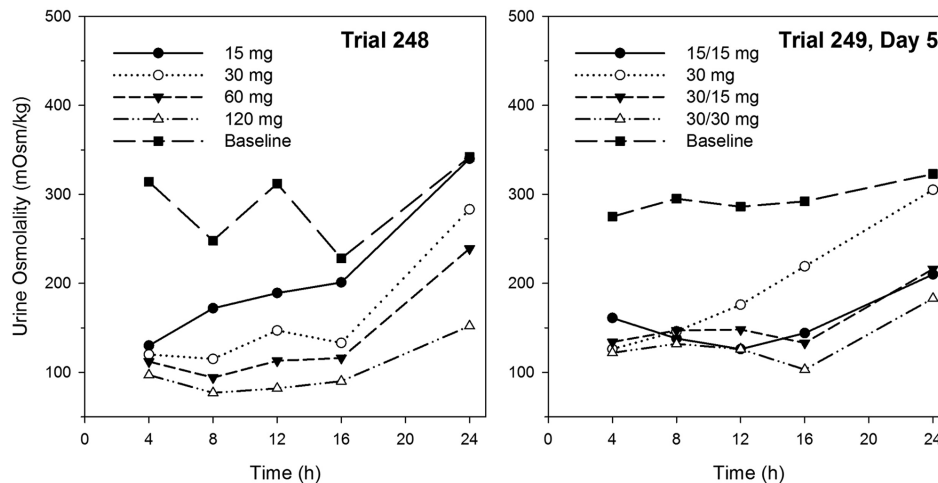 Urine Osmolality (mOsm/kg)
Trial 248
15 mg
30 mg
60 mg
120 mg
Baseline
500
400
300
200
100
0 4 8 12 16 20 24
Time (h)
Trial 249, Day 5
15/15 mg
30 mg
30/15 mg
30/30 mg
Baseline
500
400
300
200
100
0 4 8 12 16 20 24
Time (h)